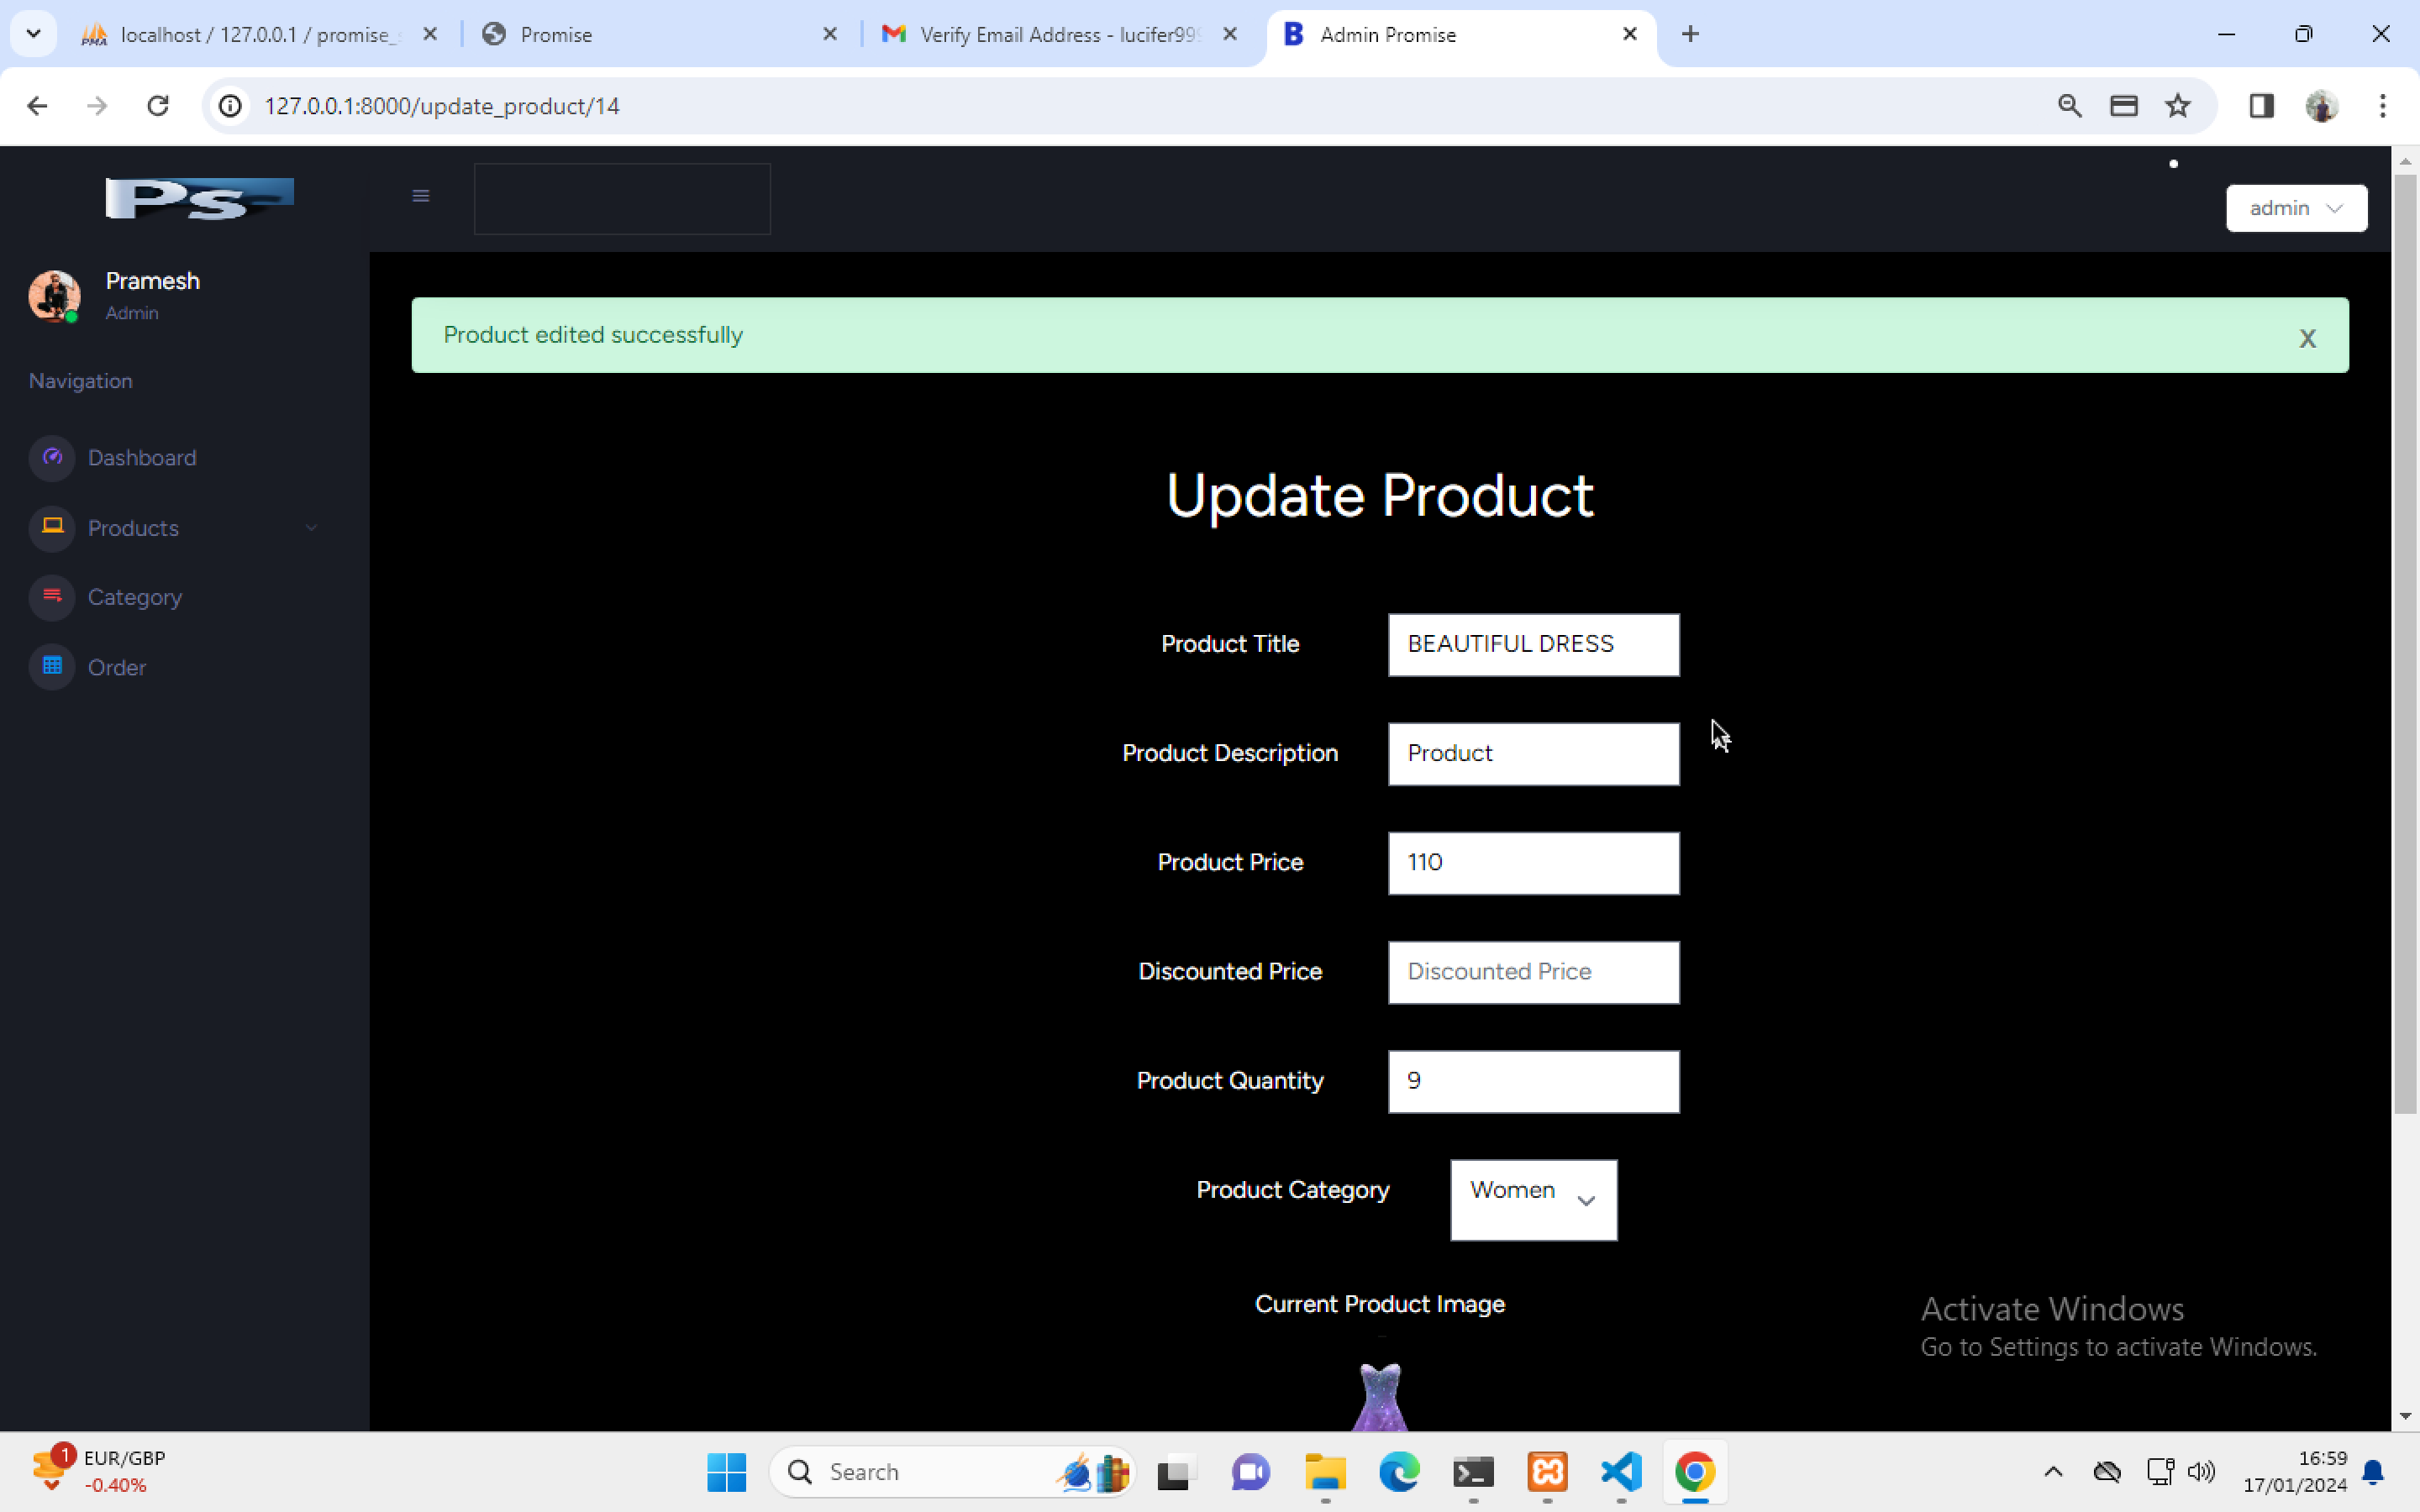 localhost / 127.0.0.1 / promise_
Promise
Verify Email Address - lucifer999
Admin Promise
127.0.0.1:8000/update_product/14
Ps
admin
Pramesh
Admin
Product edited successfully
x
Navigation
Dashboard
Products
Category
Order
Update Product
Product Title
BEAUTIFUL DRESS
Product Description
Product
Product Price
110
Discounted Price
Discounted Price
Product Quantity
9
Product Category
Women
Current Product Image
Activate Windows
Go to Settings to activate Windows.
1
EUR/GBP
-0.40%
Search
16:59
17/01/2024